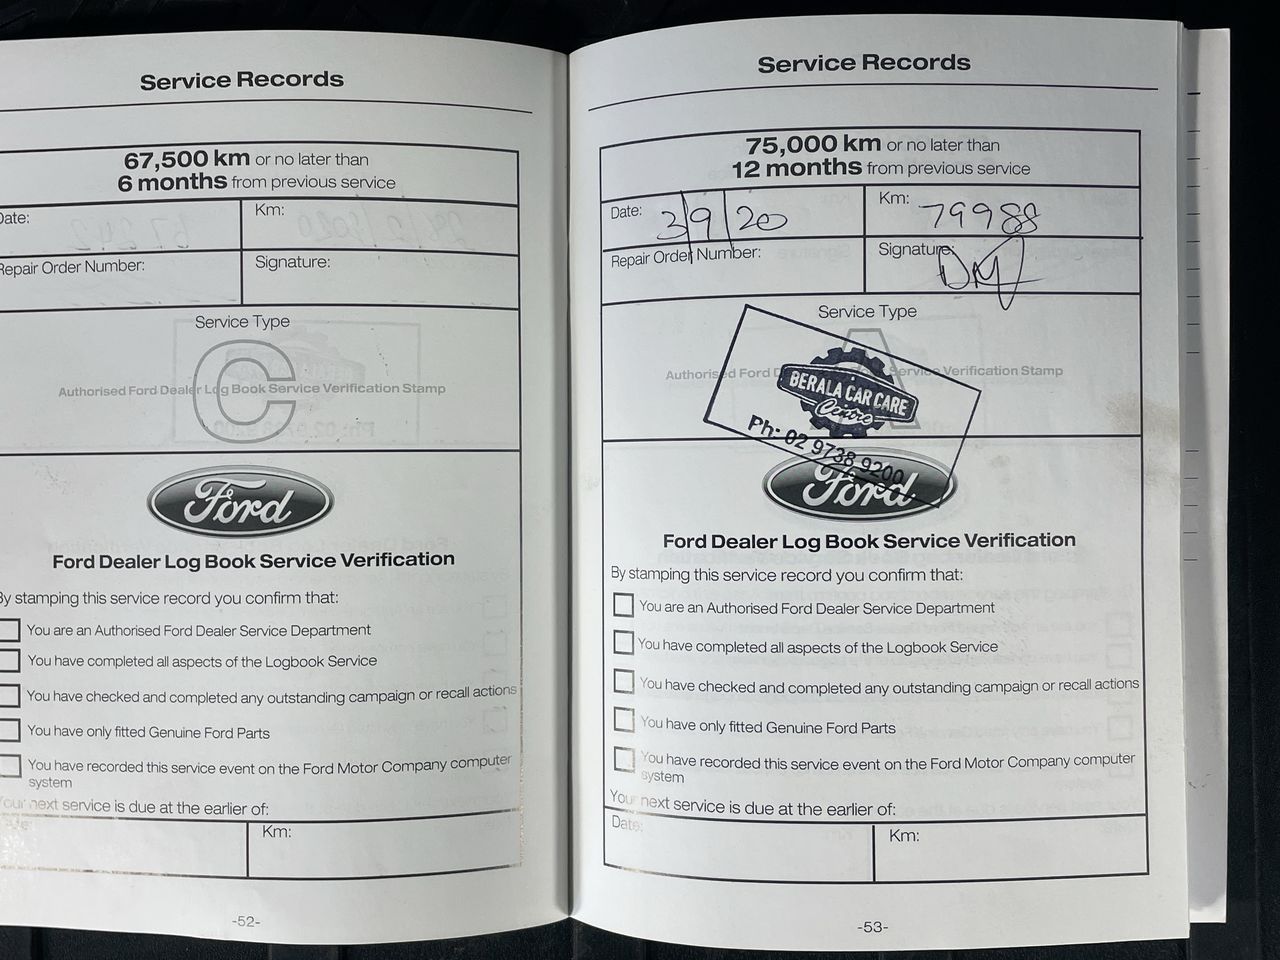 Service Records
67,500 km or no later than
6 months from previous service
Date:
Km:
Repair Order Number:
Signature:
Service Type
C
Authorised Ford Dealer Log Book Service Verification Stamp
Ford
Ford Dealer Log Book Service Verification
By stamping this service record you confirm that:
You are an Authorised Ford Dealer Service Department
You have completed all aspects of the Logbook Service
You have checked and completed any outstanding campaign or recall actions
You have only fitted Genuine Ford Parts
You have recorded this service event on the Ford Motor Company computer
system
Your next service is due at the earlier of:
Km:
-52-
Service Records
75,000 km or no later than
12 months from previous service
Date: 3/9/20
Km: 79988
Repair Order Number:
Signature:
Service Type
A
Authorised Ford Service Verification Stamp
BERALA CAR CARE
Centre
Ph: 02 9738 9200
Ford
Ford Dealer Log Book Service Verification
By stamping this service record you confirm that:
You are an Authorised Ford Dealer Service Department
You have completed all aspects of the Logbook Service
You have checked and completed any outstanding campaign or recall actions
You have only fitted Genuine Ford Parts
You have recorded this service event on the Ford Motor Company computer
system
Your next service is due at the earlier of:
Date:
Km:
-53-